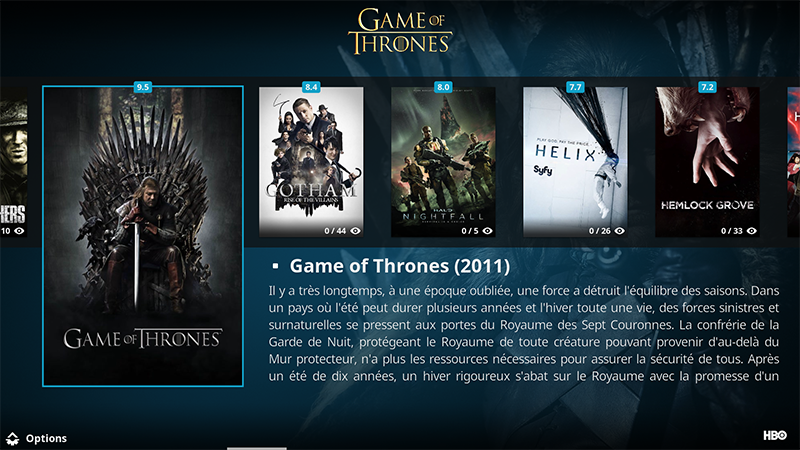 GAME OF
THRONES
9.5
8.4
8.0
7.7
7.2
HERS
10
GAME OF THRONES
GOTHAM
RISE OF THE VILLAINS
0 / 44
HALO
NIGHTFALL
0 / 5
PLAY GOD. PAY THE PRICE.
HELIX
Syfy
0 / 26
HEMLOCK GROVE
0 / 33
▪ Game of Thrones (2011)
Il y a très longtemps, à une époque oubliée, une force a détruit l'équilibre des saisons. Dans
un pays où l'été peut durer plusieurs années et l'hiver toute une vie, des forces sinistres et
surnaturelles se pressent aux portes du Royaume des Sept Couronnes. La confrérie de la
Garde de Nuit, protégeant le Royaume de toute créature pouvant provenir d'au-delà du
Mur protecteur, n'a plus les ressources nécessaires pour assurer la sécurité de tous. Après
un été de dix années, un hiver rigoureux s'abat sur le Royaume avec la promesse d'un
Options
HBO